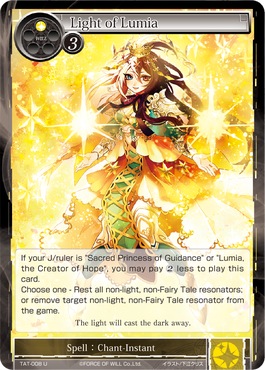 Light of Lumia
WILL
3
If your J/ruler is "Sacred Princess of Guidance" or "Lumia,
the Creator of Hope", you may pay 2 less to play this
card.
Choose one - Rest all non-light, non-Fairy Tale resonators;
or remove target non-light, non-Fairy Tale resonator from
the game.
The light will cast the dark away.
Spell : Chant-Instant
TAT-008 U
©FORCE OF WILL Co.,Ltd.